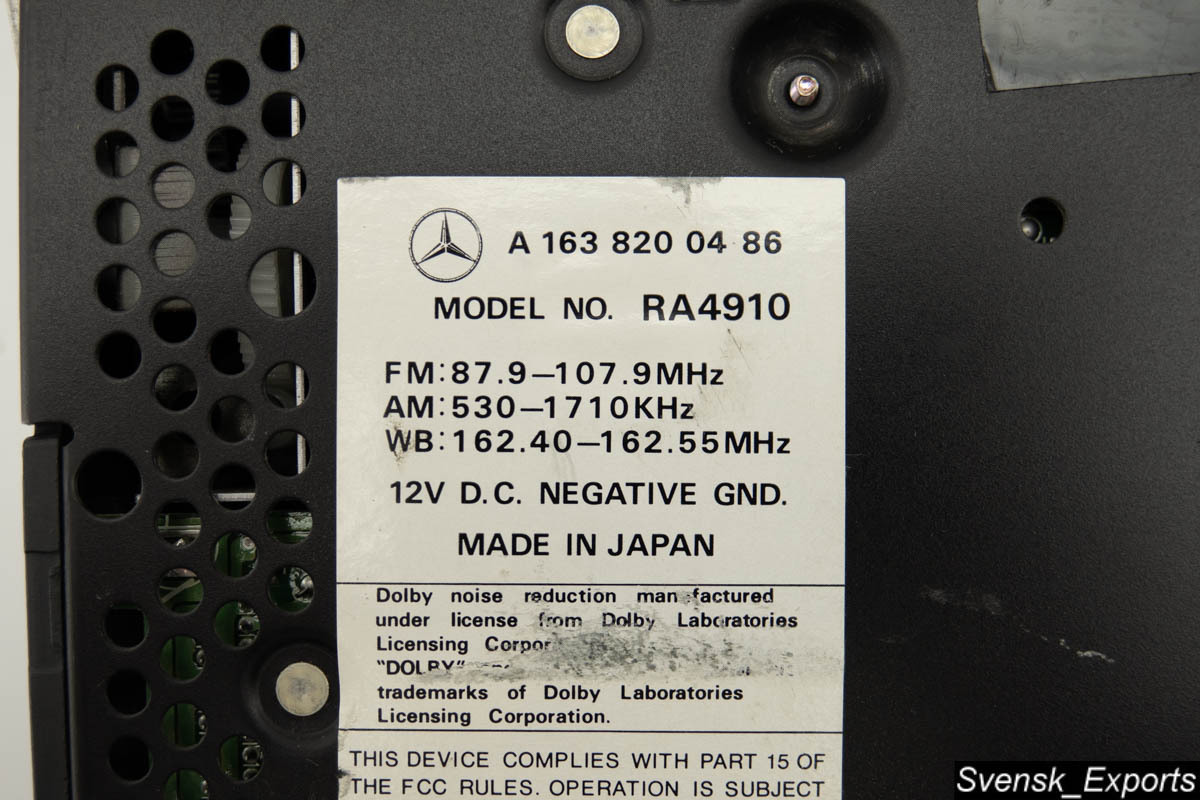 A 163 820 04 86
MODEL NO. RA4910
FM:87.9–107.9MHz
AM:530–1710KHz
WB:162.40–162.55MHz
12V D.C. NEGATIVE GND.
MADE IN JAPAN
Dolby noise reduction manufactured
under license from Dolby Laboratories
Licensing
"DOLBY"
trademarks of Dolby Laboratories
Licensing Corporation.
THIS DEVICE COMPLIES WITH PART 15 OF
THE FCC RULES. OPERATION IS SUBJECT
Svensk_Exports